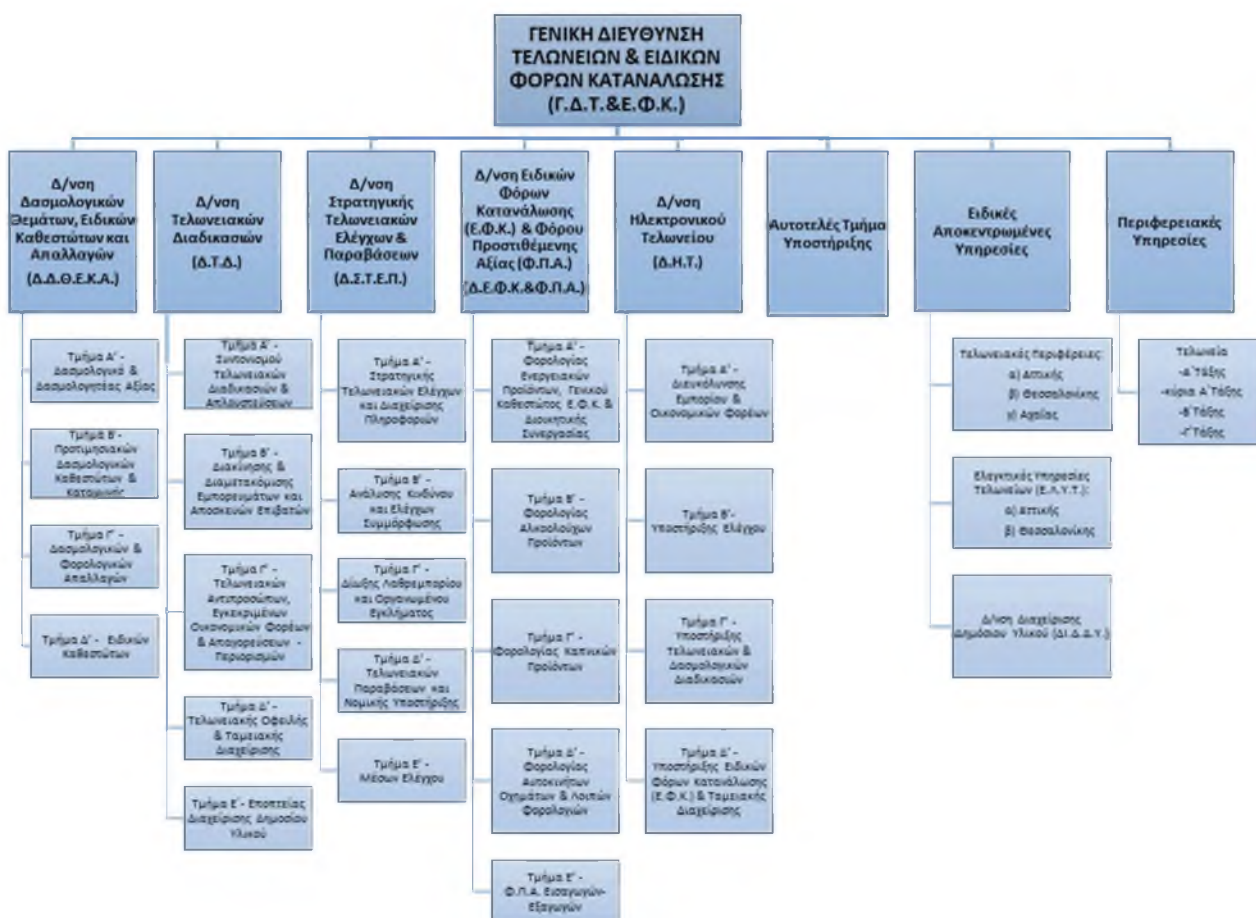 ΓΕΝΙΚΗ ΔΙΕΥΘΥΝΣΗ
ΤΕΛΩΝΕΙΩΝ & ΕΙΔΙΚΩΝ
ΦΟΡΩΝ ΚΑΤΑΝΑΛΩΣΗΣ
(Γ.Δ.Τ.&Ε.Φ.Κ.)
Δ/νση
Δασμολογικών
Θεμάτων, Ειδικών
Καθεστώτων και
Απαλλαγών
(Δ.Δ.Θ.Ε.Κ.Α.)
Τμήμα Α' -
Δασμολογικό &
Δασμολογητέας Αξίας
Τμήμα Β' -
Προτιμησιακών
Δασμολογικών
Καθεστώτων &
Καταγωγής
Τμήμα Γ' -
Δασμολογικών &
Φορολογικών
Απαλλαγών
Τμήμα Δ' - Ειδικών
Καθεστώτων
Δ/νση
Τελωνειακών
Διαδικασιών
(Δ.Τ.Δ.)
Τμήμα Α' -
Συντονισμού
Τελωνειακών
Διαδικασιών &
Απλουστεύσεων
Τμήμα Β' -
Διακίνησης &
Διαμετακόμισης
Εμπορευμάτων και
Αποσκευών Επιβατών
Τμήμα Γ' -
Τελωνειακών
Αντιπροσώπων,
Εγκεκριμένων
Οικονομικών Φορέων
& Απαγορεύσεων -
Περιορισμών
Τμήμα Δ' -
Τελωνειακής Οφειλής
& Ταμειακής
Διαχείρισης
Τμήμα Ε' - Εποπτείας
Διαχείρισης Δημοσίου
Υλικού
Δ/νση
Στρατηγικής
Τελωνειακών
Ελέγχων &
Παραβάσεων
(Δ.Σ.Τ.Ε.Π.)
Τμήμα Α' -
Στρατηγικής
Τελωνειακών Ελέγχων
και Διαχείρισης
Πληροφοριών
Τμήμα Β' -
Ανάλυσης Κινδύνου
και Ελέγχων
Συμμόρφωσης
Τμήμα Γ' -
Δίωξης Λαθρεμπορίου
και Οργανωμένου
Εγκλήματος
Τμήμα Δ' -
Τελωνειακών
Παραβάσεων και
Νομικής Υποστήριξης
Τμήμα Ε' -
Μέσων Ελέγχου
Δ/νση Ειδικών
Φόρων
Κατανάλωσης
(Ε.Φ.Κ.) & Φόρου
Προστιθέμενης
Αξίας (Φ.Π.Α.)
(Δ.Ε.Φ.Κ.&Φ.Π.Α.)
Τμήμα Α' -
Φορολογίας
Ενεργειακών
Προϊόντων, Γενικού
Καθεστώτος Ε.Φ.Κ. &
Διοικητικής
Συνεργασίας
Τμήμα Β' -
Φορολογίας
Αλκοολούχων
Προϊόντων
Τμήμα Γ' -
Φορολογίας Καπνικών
Προϊόντων
Τμήμα Δ' -
Φορολογίας
Αυτοκινήτων
Οχημάτων & Λοιπών
Φορολογιών
Τμήμα Ε' -
Φ.Π.Α. Εισαγωγών-
Εξαγωγών
Δ/νση
Ηλεκτρονικού
Τελωνείου
(Δ.Η.Τ.)
Τμήμα Α' -
Διευκόλυνσης
Εμπορίου &
Οικονομικών Φορέων
Τμήμα Β'-
Υποστήριξης Ελέγχου
Τμήμα Γ' -
Υποστήριξης
Τελωνειακών &
Δασμολογικών
Διαδικασιών
Τμήμα Δ' -
Υποστήριξης Ειδικών
Φόρων Κατανάλωσης
(Ε.Φ.Κ.) & Ταμειακής
Διαχείρισης
Αυτοτελές Τμήμα
Υποστήριξης
Ειδικές
Αποκεντρωμένες
Υπηρεσίες
Τελωνειακές Περιφέρειες:
α) Αττικής
β) Θεσσαλονίκης
γ) Αχαΐας
Ελεγκτικές Υπηρεσίες
Τελωνείων (Ε.Λ.Υ.Τ.):
α) Αττικής
β) Θεσσαλονίκης
Δ/νση Διαχείρισης
Δημόσιου Υλικού (ΔΙ.Δ.Δ.Υ.)
Περιφερειακές
Υπηρεσίες
Τελωνεία
-Α΄Τάξης
-κύρια Α΄Τάξης
-Β΄Τάξης
-Γ΄Τάξης